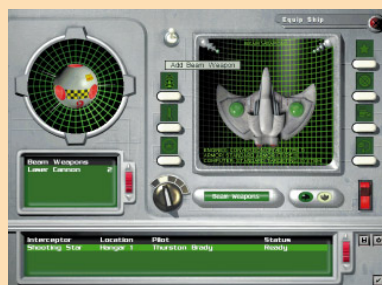 Equip Ship
Add Beam Weapon
Beam Weapons
Laser Cannon 2
Beam Weapons
Interceptor Location Pilot Status
Shooting Star Hangar 1 Thurston Brady Ready